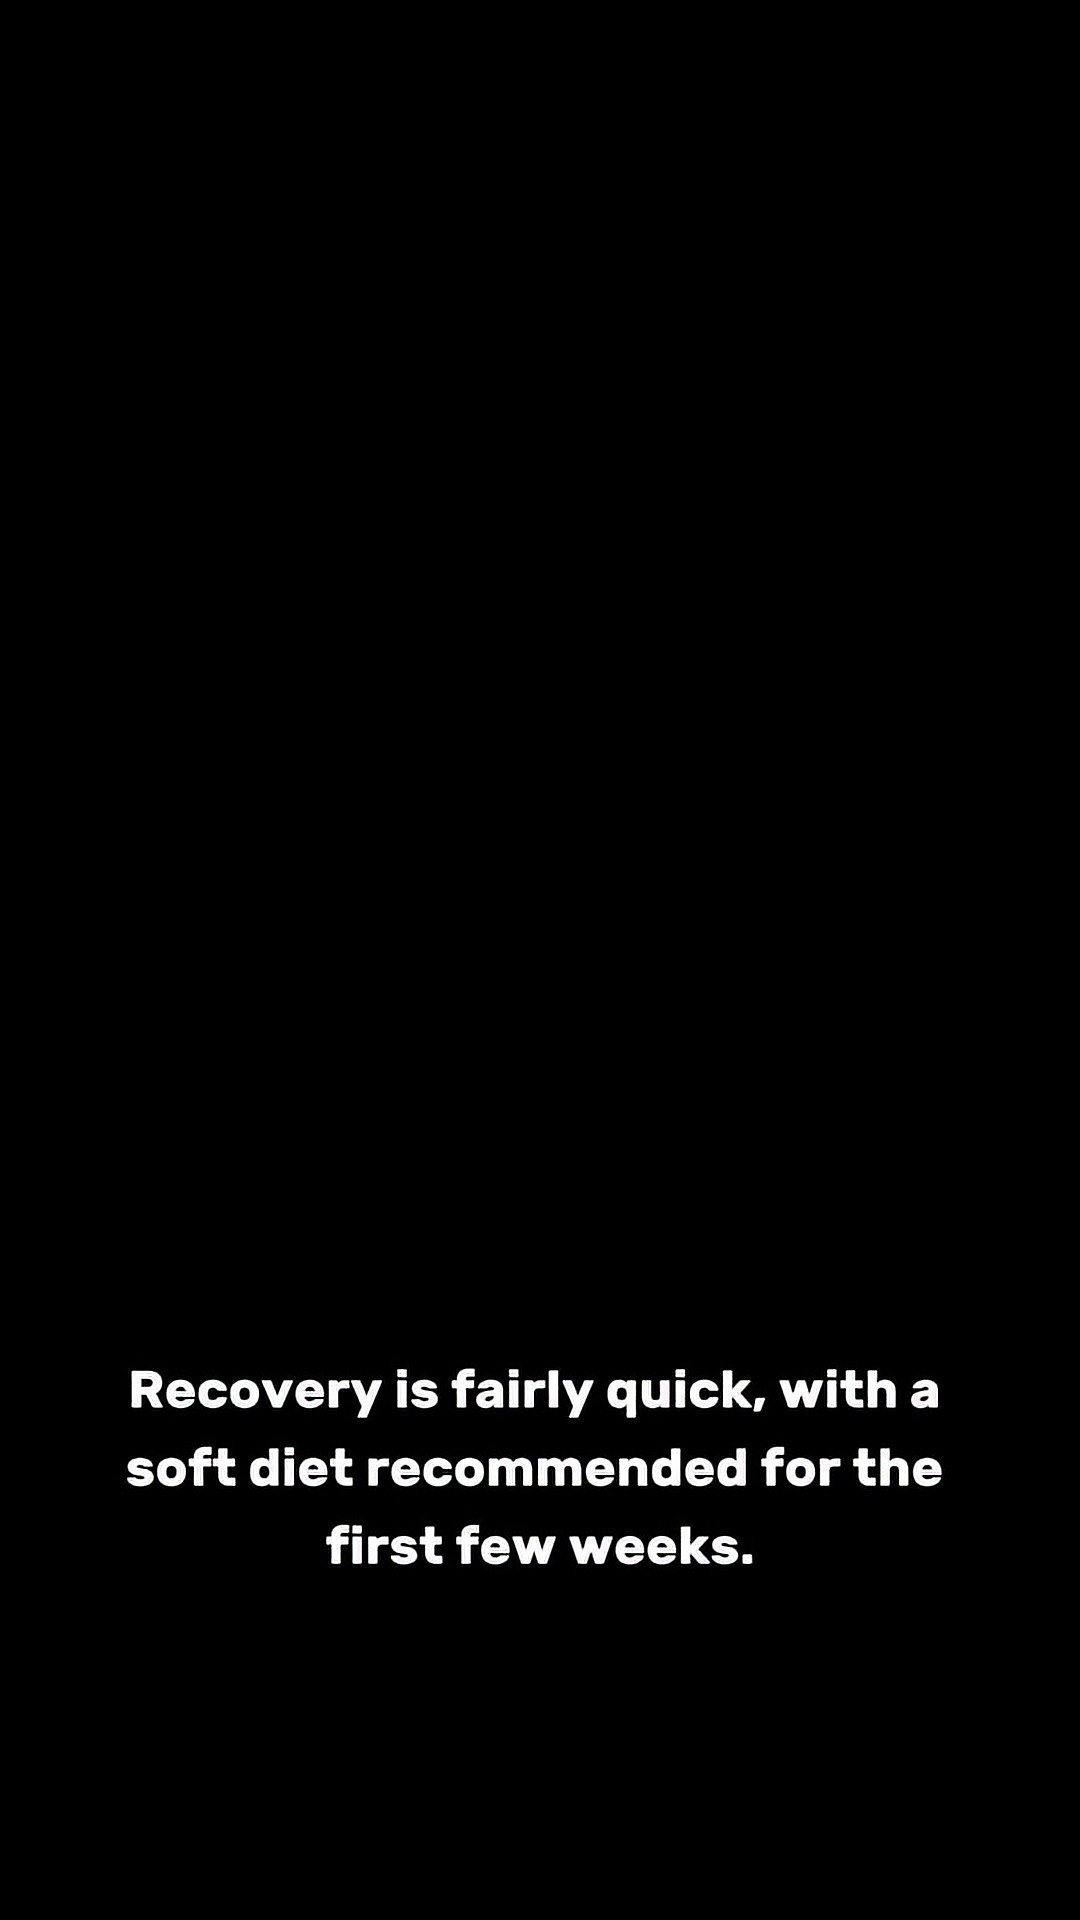 Recovery is fairly quick, with a
soft diet recommended for the
first few weeks.